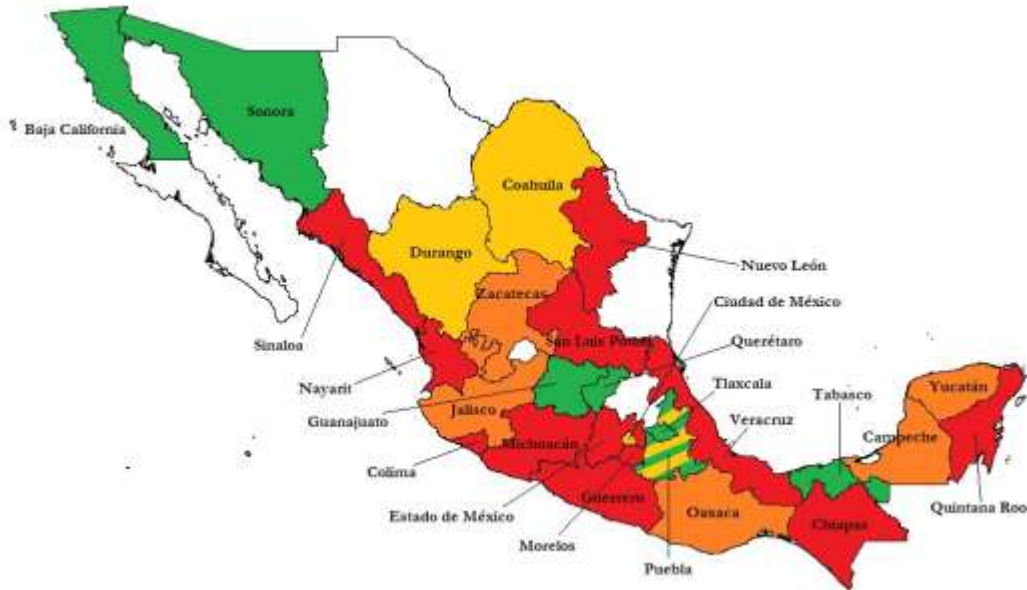 Sonora
Baja California
Coahuila
Durango
Nuevo León
Zacatecas
Ciudad de México
San Luis Potosí
Querétaro
Sinaloa
Nayarit
Tlaxcala
Yucatán
Tabasco
Guanajuato
Jalisco
Veracruz
Campeche
Michoacán
Colima
Guerrero
Quintana Roo
Estado de México
Oaxaca
Chiapas
Morelos
Puebla